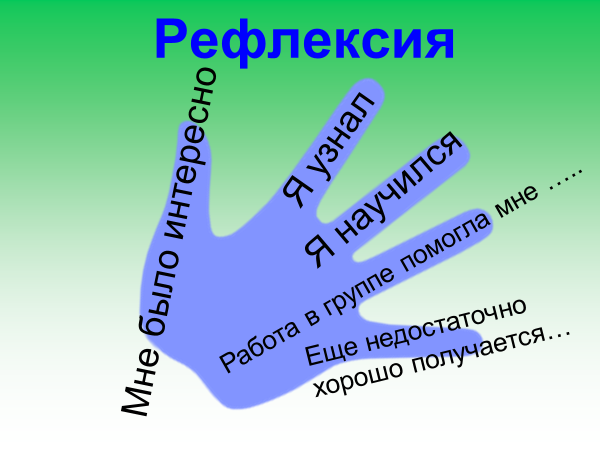 Рефлексия
Мне было интересно
Я узнал
Я научился
Работа в группе помогла мне …..
Еще недостаточно
хорошо получается…